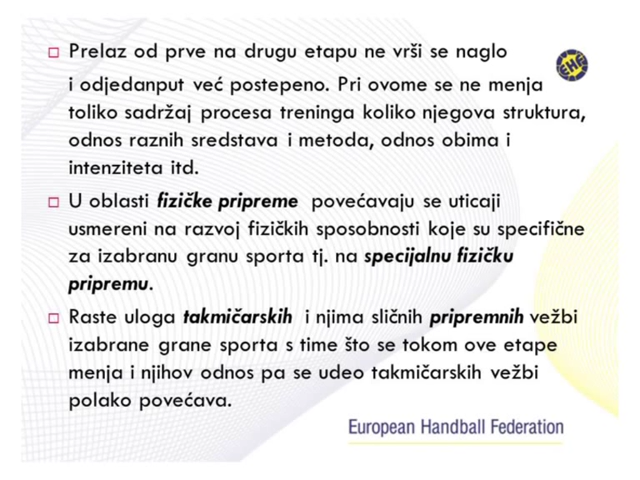 Prelaz od prve na drugu etapu ne vrši se naglo
i odjedanput već postepeno. Pri ovome se ne menja
toliko sadržaj procesa treninga koliko njegova struktura,
odnos raznih sredstava i metoda, odnos obima i
intenziteta itd.
U oblasti fizičke pripreme povećavaju se uticaji
usmereni na razvoj fizičkih sposobnosti koje su specifične
za izabranu granu sporta tj. na specijalnu fizičku
pripremu.
Raste uloga takmičarskih i njima sličnih pripremnih vežbi
izabrane grane sporta s time što se tokom ove etape
menja i njihov odnos pa se udeo takmičarskih vežbi
polako povećava.
EHF
European Handball Federation